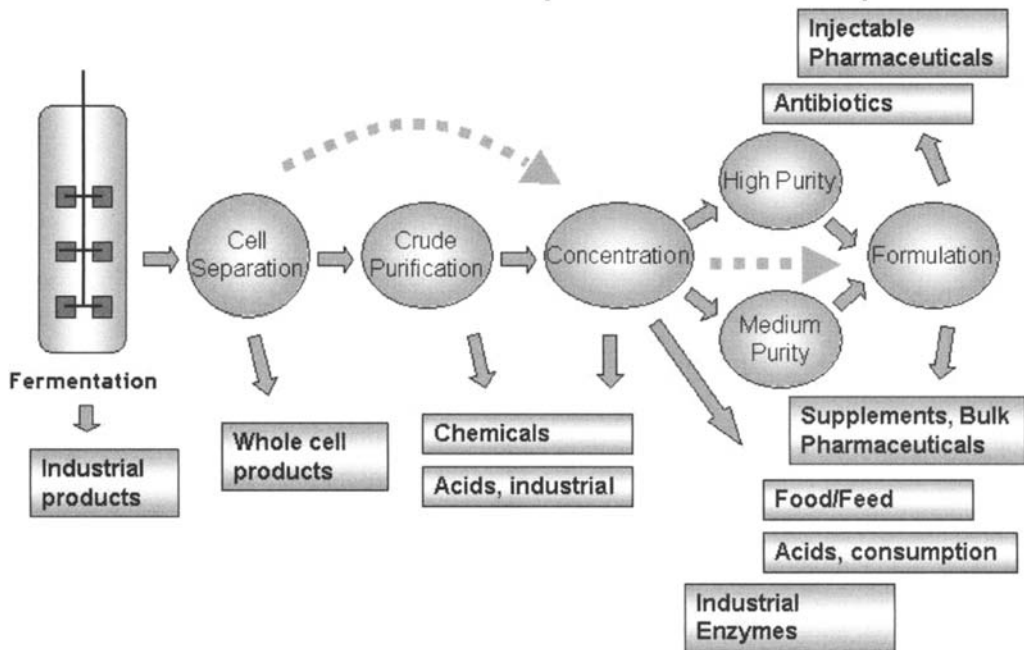 Injectable
Pharmaceuticals
Antibiotics
High Purity
Cell
Separation
Crude
Purification
Concentration
Formulation
Medium
Purity
Fermentation
Industrial
products
Whole cell
products
Chemicals
Acids, industrial
Supplements, Bulk
Pharmaceuticals
Food/Feed
Acids, consumption
Industrial
Enzymes